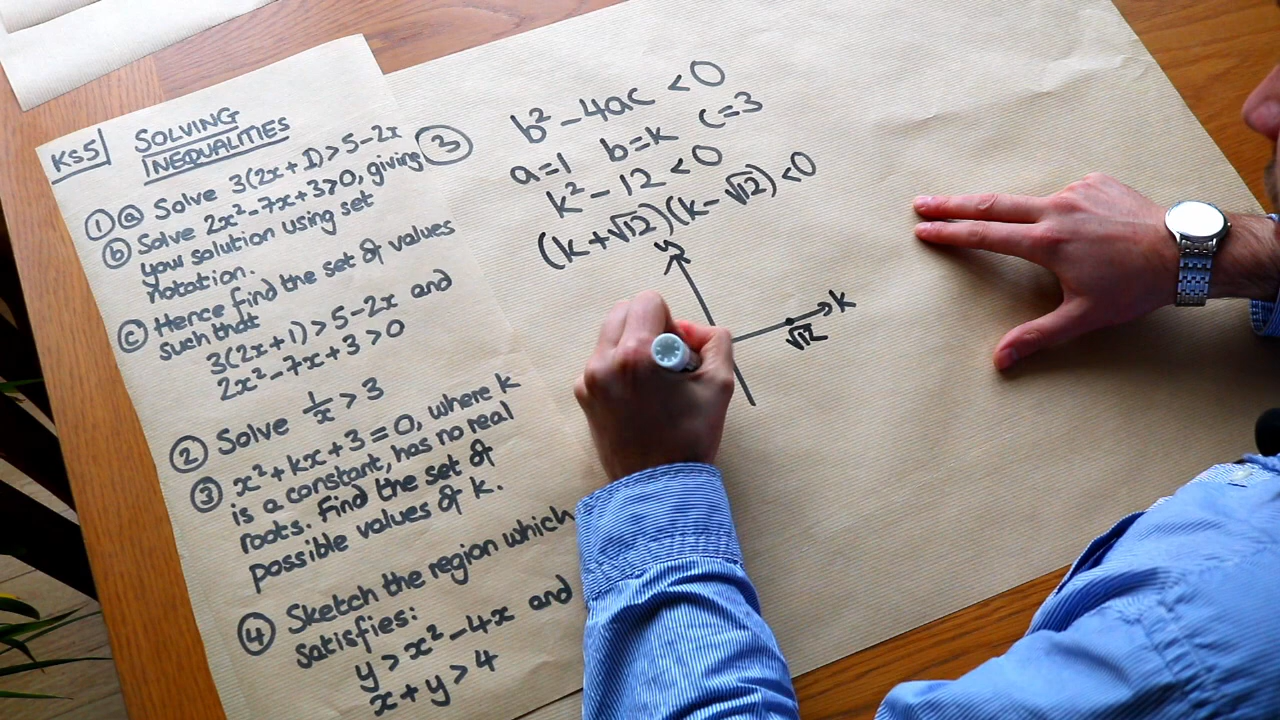 KS5
SOLVING
INEQUALITIES
① ⓐ Solve 3(2x+1)>5-2x
ⓑ Solve 2x²-7x+3>0, giving
your solution using set
notation.
ⓒ Hence find the set of values
such that
3(2x+1)>5-2x and
2x²-7x+3>0
② Solve 1/x > 3
③ x²+kx+3=0, where k
is a constant, has no real
roots. Find the set of
possible values of k.
④ Sketch the region which
satisfies:
y>x²-4x and
x+y>4
③ b²-4ac<0
a=1 b=k c=3
k²-12<0
(k+√12)(k-√12)<0
y
k
√12